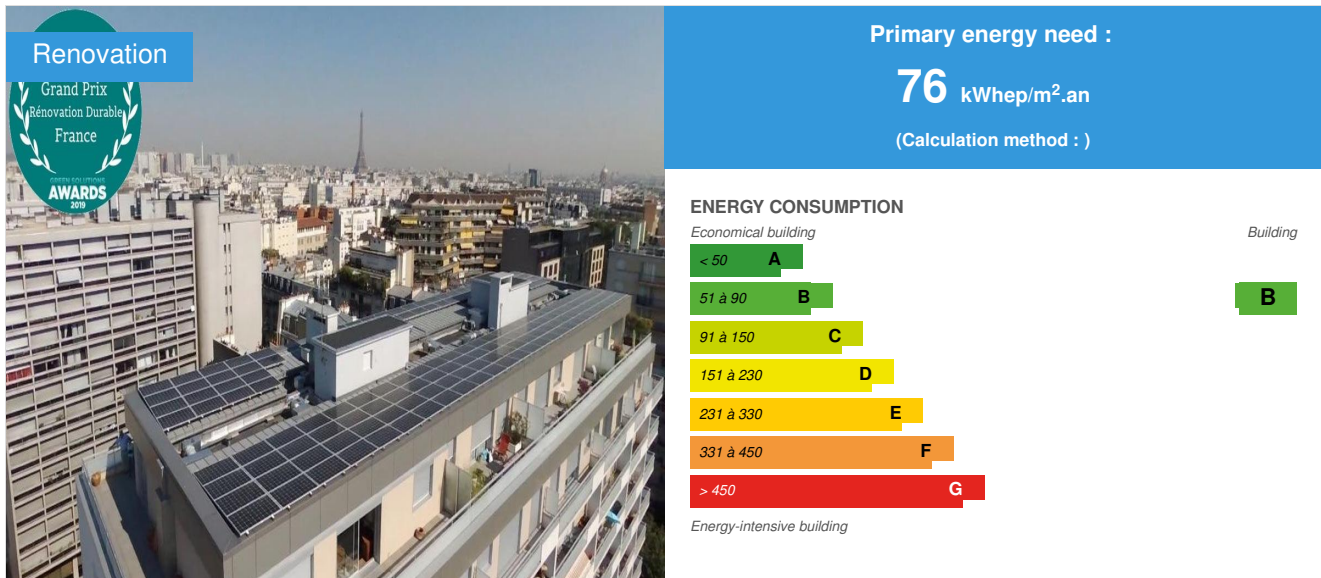 Renovation
Grand Prix
Rénovation Durable
France
GREEN SOLUTIONS
AWARDS
2019
Primary energy need :
76 kWhep/m².an
(Calculation method : )
ENERGY CONSUMPTION
Economical building
Building
< 50 A
51 à 90 B
B
91 à 150 C
151 à 230 D
231 à 330 E
331 à 450 F
> 450 G
Energy-intensive building